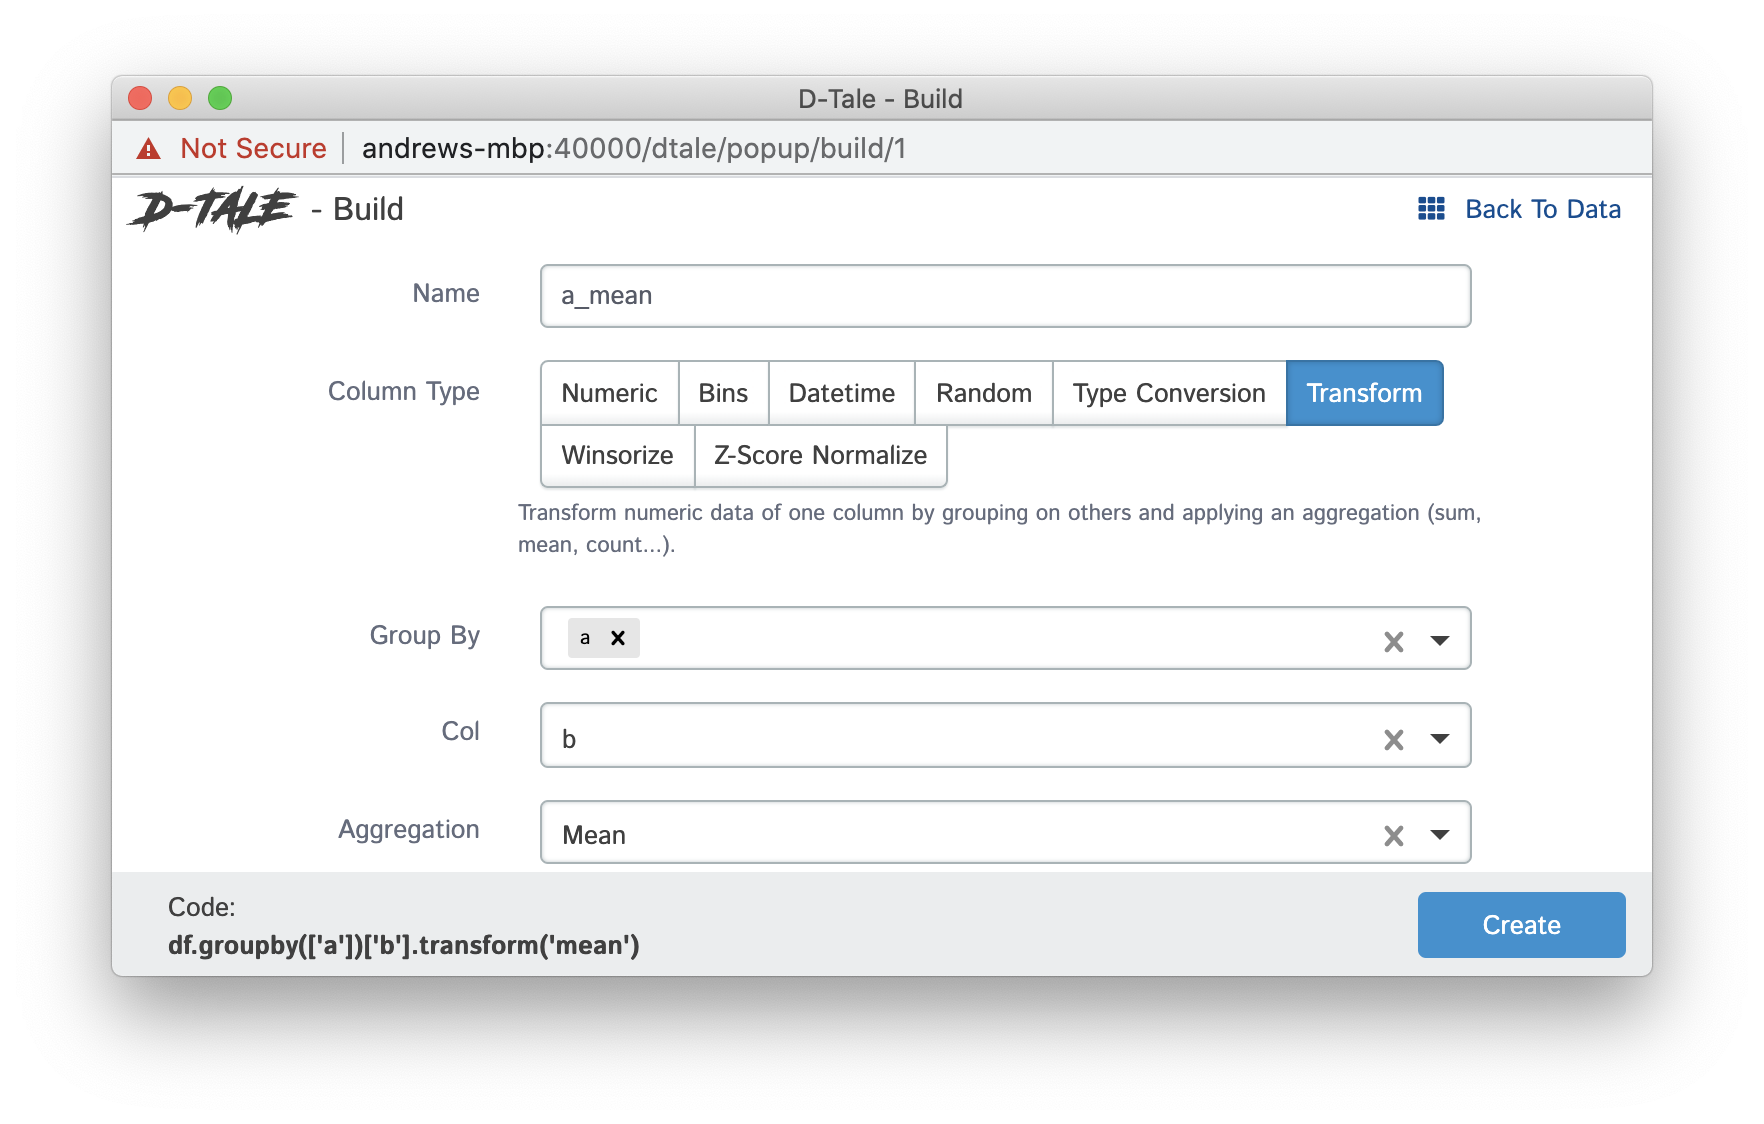 D-Tale - Build
Not Secure | andrews-mbp:40000/dtale/popup/build/1
D-TALE - Build
Back To Data
Name
a_mean
Column Type
Numeric Bins Datetime Random Type Conversion Transform
Winsorize Z-Score Normalize
Transform numeric data of one column by grouping on others and applying an aggregation (sum,
mean, count...).
Group By
a
Col
b
Aggregation
Mean
Code:
df.groupby(['a'])['b'].transform('mean')
Create